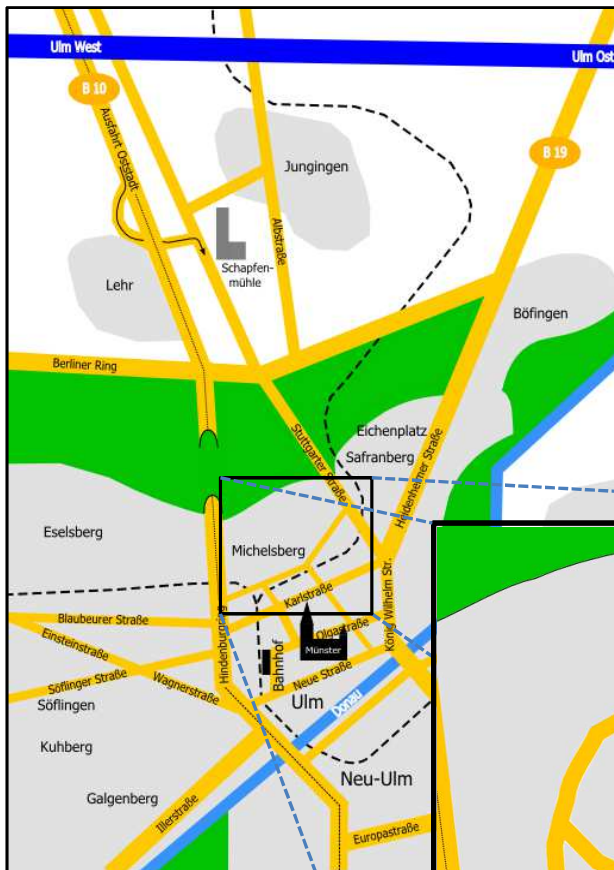 Ulm West
Ulm Ost
B 10
Ausfahrt Oststadt
B 19
Jungingen
Albstraße
Schapfen-
mühle
Lehr
Böfingen
Berliner Ring
Stuttgarter Straße
Eichenplatz
Safranberg
Heidenheimer Straße
Eselsberg
Michelsberg
Karlstraße
König Wilhelm Str.
Blaubeurer Straße
Hindenburgring
Einsteinstraße
Olgastraße
Münster
Bahnhof
Söflinger Straße
Wagnerstraße
Neue Straße
Ulm
Donau
Söflingen
Kuhberg
Neu-Ulm
Galgenberg
Illerstraße
Europastraße